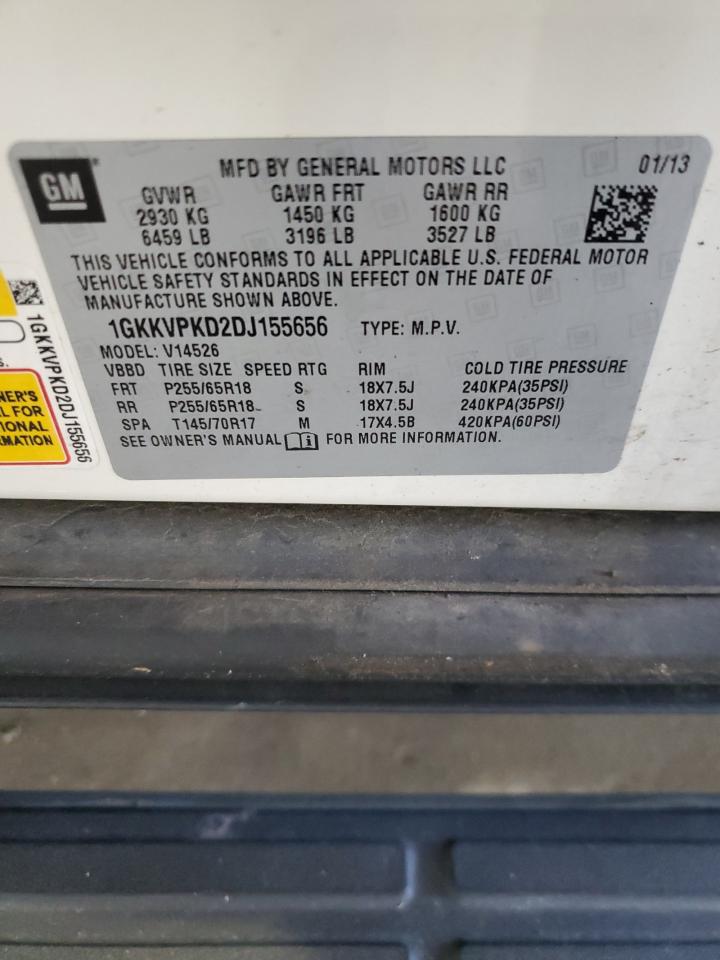 GM
MFD BY GENERAL MOTORS LLC 01/13
GVWR GAWR FRT GAWR RR
2930 KG 1450 KG 1600 KG
6459 LB 3196 LB 3527 LB
THIS VEHICLE CONFORMS TO ALL APPLICABLE U.S. FEDERAL MOTOR
VEHICLE SAFETY STANDARDS IN EFFECT ON THE DATE OF
MANUFACTURE SHOWN ABOVE.
1GKKVPKD2DJ155656 TYPE: M.P.V.
MODEL: V14526
VBBD TIRE SIZE SPEED RTG RIM COLD TIRE PRESSURE
FRT P255/65R18 S 18X7.5J 240KPA(35PSI)
RR P255/65R18 S 18X7.5J 240KPA(35PSI)
SPA T145/70R17 M 17X4.5B 420KPA(60PSI)
SEE OWNER'S MANUAL FOR MORE INFORMATION.
1GKKVPKD2DJ155656
FOR